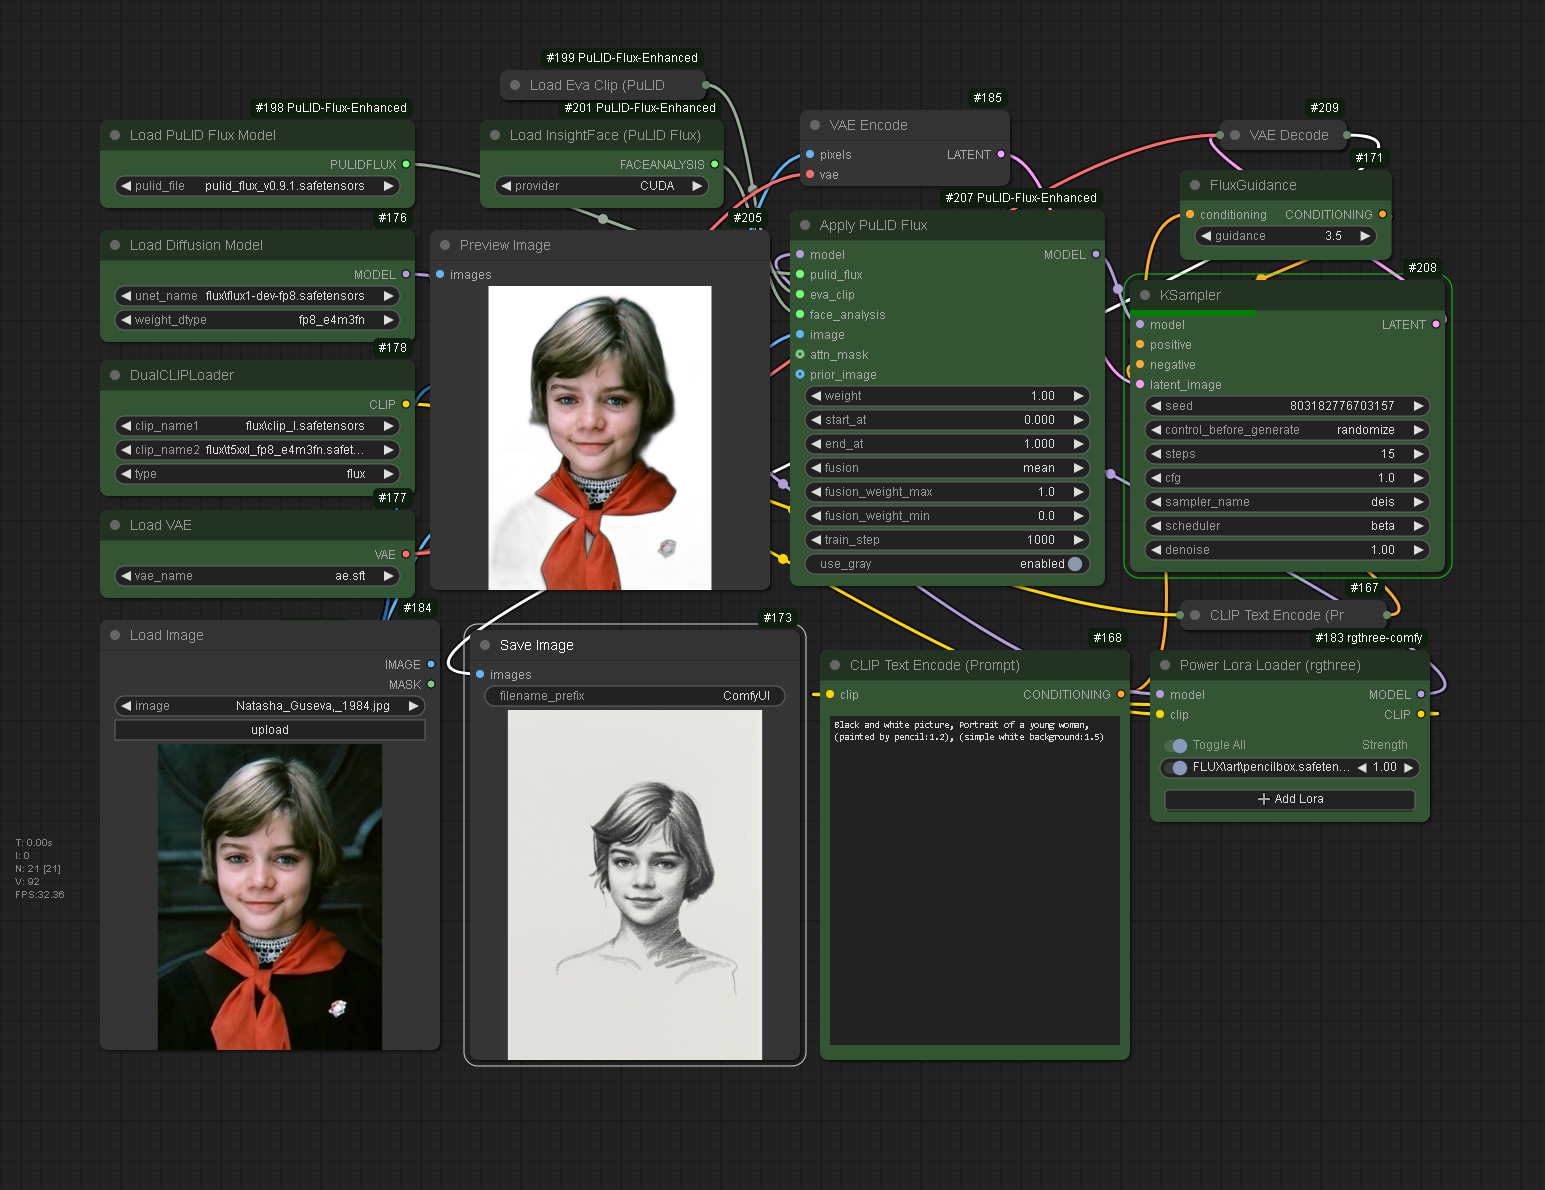 #199 PuLID-Flux-Enhanced
Load Eva Clip (PuLID
#198 PuLID-Flux-Enhanced
Load PuLID Flux Model
PULIDFLUX
pulid_file pulid_flux_v0.9.1.safetensors
#201 PuLID-Flux-Enhanced
Load InsightFace (PuLID Flux)
FACEANALYSIS
provider CUDA
#185
VAE Encode
pixels LATENT
vae
#209
VAE Decode
#171
FluxGuidance
conditioning CONDITIONING
guidance 3.5
#176
Load Diffusion Model
MODEL
unet_name flux\flux1-dev-fp8.safetensors
weight_dtype fp8_e4m3fn
#205
Preview Image
images
#207 PuLID-Flux-Enhanced
Apply PuLID Flux
model MODEL
pulid_flux
eva_clip
face_analysis
image
attn_mask
prior_image
weight 1.00
start_at 0.000
end_at 1.000
fusion mean
fusion_weight_max 1.0
fusion_weight_min 0.0
train_step 1000
use_gray enabled
#208
KSampler
model LATENT
positive
negative
latent_image
seed 803182776703157
control_before_generate randomize
steps 15
cfg 1.0
sampler_name deis
scheduler beta
denoise 1.00
#178
DualCLIPLoader
CLIP
clip_name1 flux\clip_l.safetensors
clip_name2 flux\t5xxl_fp8_e4m3fn.safet...
type flux
#177
Load VAE
VAE
vae_name ae.sft
#184
Load Image
IMAGE
MASK
image Natasha_Guseva,_1984.jpg
upload
#173
Save Image
images
filename_prefix ComfyUI
#167
CLIP Text Encode (Pr
#168
CLIP Text Encode (Prompt)
clip CONDITIONING
Black and white picture, Portrait of a young woman,
(painted by pencil:1.2), (simple white background:1.5)
#183 rgthree-comfy
Power Lora Loader (rgthree)
model MODEL
clip CLIP
Toggle All Strength
FLUX\art\pencilbox.safeten... 1.00
+ Add Lora
T: 0.00s
I: 0
N: 21 [21]
V: 92
FPS:32.36